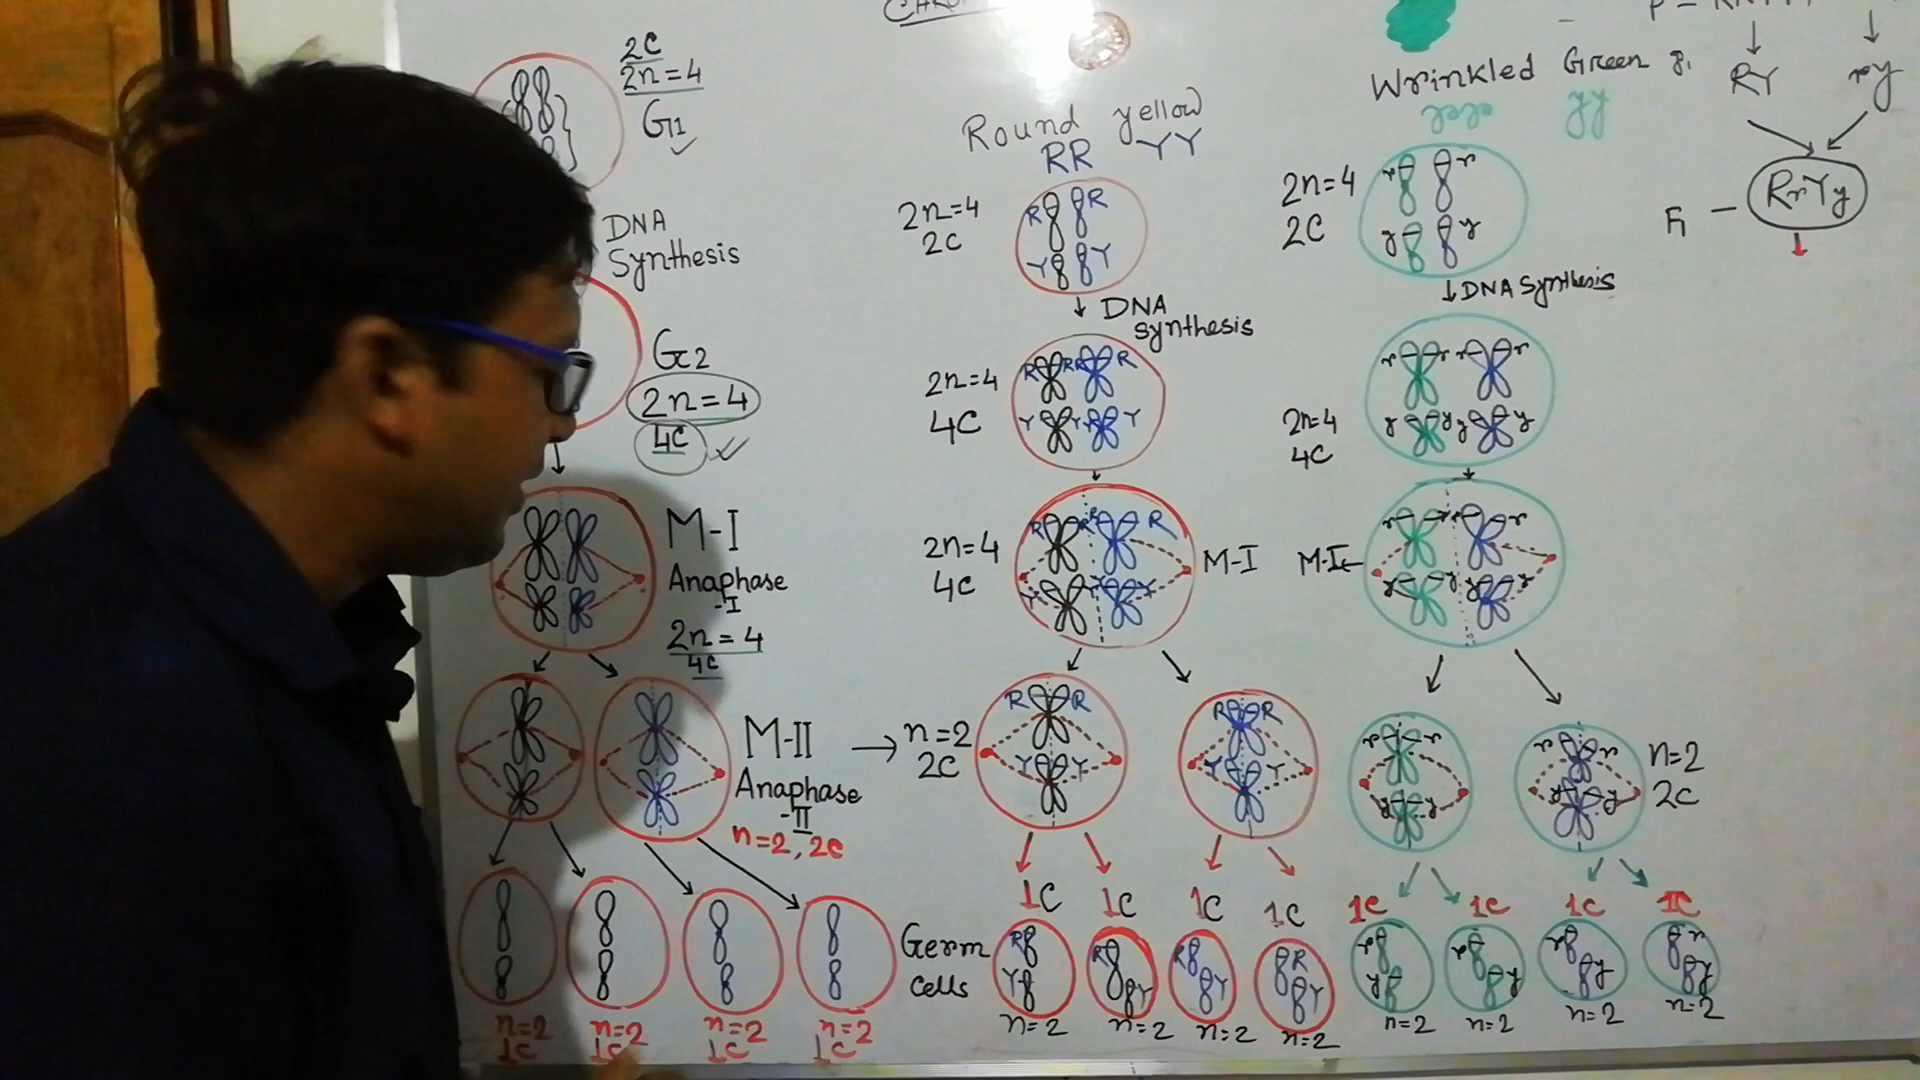 2C
2n=4
G1
DNA
Synthesis
G2
2n=4
4C
M-I
Anaphase
-I
2n=4
4C
M-II
Anaphase
-II
n=2, 2C
n=2
1C
n=2
1C
n=2
1C
n=2
1C
Germ
cells
Round yellow
RR YY
2n=4
2C
R R
Y Y
DNA
synthesis
2n=4
4C
R R R R
Y Y Y Y
2n=4
4C
R R R
Y Y Y
M-I
n=2
2C
R R
Y Y
R R
Y Y
1C 1C 1C 1C
R
Y
R
Y
R
Y
R
Y
n=2 n=2 n=2 n=2
Wrinkled Green
yy
2n=4
2C
r r
y y
DNA Synthesis
2n=4
4C
r r r r
y y y y
M-I
r r
y y y y
r r
y y
r r
y y
n=2
2C
1C 1C 1C 1C
r
y
r
y
r
y
r
y
n=2 n=2 n=2 n=2
RY ry
F1 - RrYy